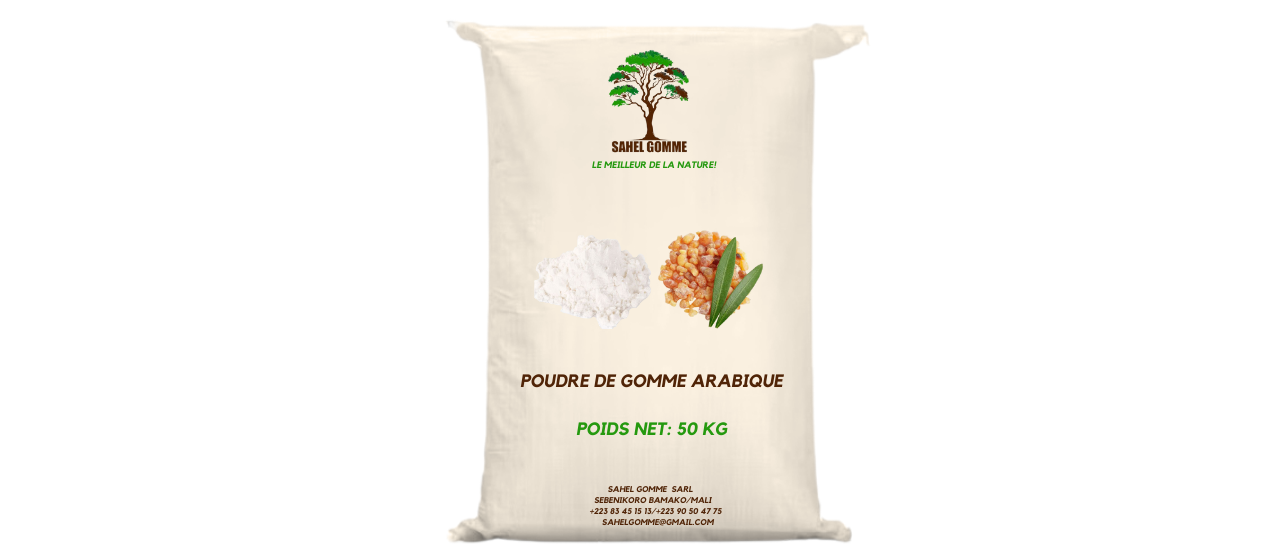 SAHEL GOMME
LE MEILLEUR DE LA NATURE!
POUDRE DE GOMME ARABIQUE
POIDS NET: 50 KG
SAHEL GOMME SARL
SEBENIKORO BAMAKO/MALI
+223 83 45 15 13/+223 90 50 47 75
SAHELGOMME@GMAIL.COM